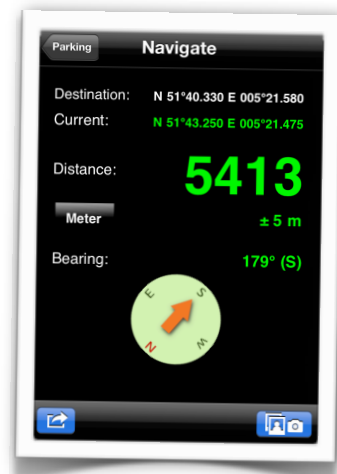 Parking Navigate
Destination: N 51°40.330 E 005°21.580
Current: N 51°43.250 E 005°21.475
Distance: 5413
Meter ± 5 m
Bearing: 179° (S)
E S
N W